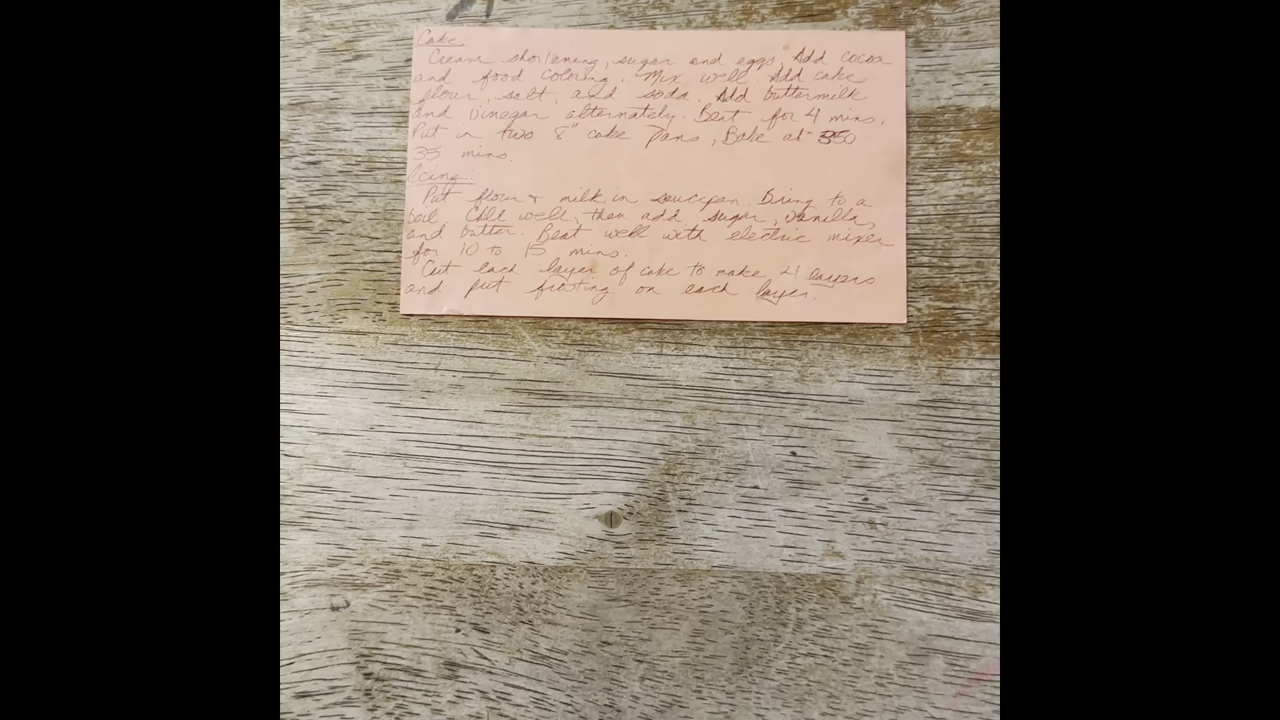 Cake:
Cream shortening, sugar and eggs. Add cocoa
and food coloring. Mix well. Add cake
flour, salt, and soda. Add buttermilk
and vinegar alternately. Beat for 4 mins.
Put in two 8" cake pans, Bake at 350
35 mins.
Icing:
Put flour & milk in saucepan. Bring to a
boil. well, then add sugar, vanilla,
and butter. Beat well with electric mixer
for 10 to 15 mins.
Cut each layer of cake to make 4 layers
and put frosting on each layer.